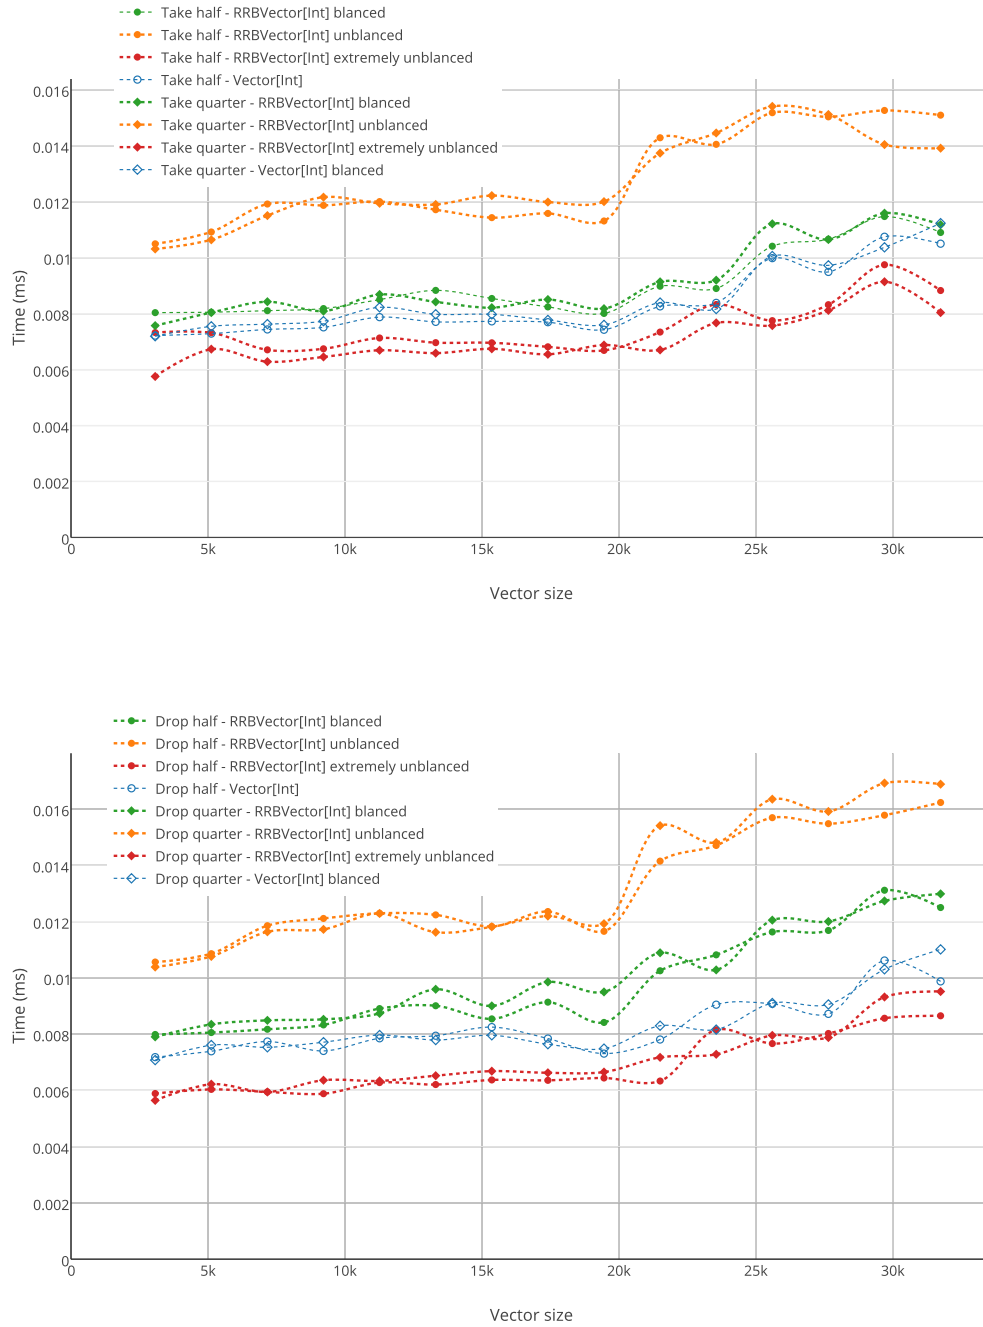 Take half - RRBVector[Int] blanced
Take half - RRBVector[Int] unblanced
Take half - RRBVector[Int] extremely unblanced
Take half - Vector[Int]
Take quarter - RRBVector[Int] blanced
Take quarter - RRBVector[Int] unblanced
Take quarter - RRBVector[Int] extremely unblanced
Take quarter - Vector[Int] blanced
0.016
0.014
0.012
0.01
0.008
0.006
0.004
0.002
0
Time (ms)
0 5k 10k 15k 20k 25k 30k
Vector size
Drop half - RRBVector[Int] blanced
Drop half - RRBVector[Int] unblanced
Drop half - RRBVector[Int] extremely unblanced
Drop half - Vector[Int]
Drop quarter - RRBVector[Int] blanced
Drop quarter - RRBVector[Int] unblanced
Drop quarter - RRBVector[Int] extremely unblanced
Drop quarter - Vector[Int] blanced
0.016
0.014
0.012
0.01
0.008
0.006
0.004
0.002
0
Time (ms)
0 5k 10k 15k 20k 25k 30k
Vector size